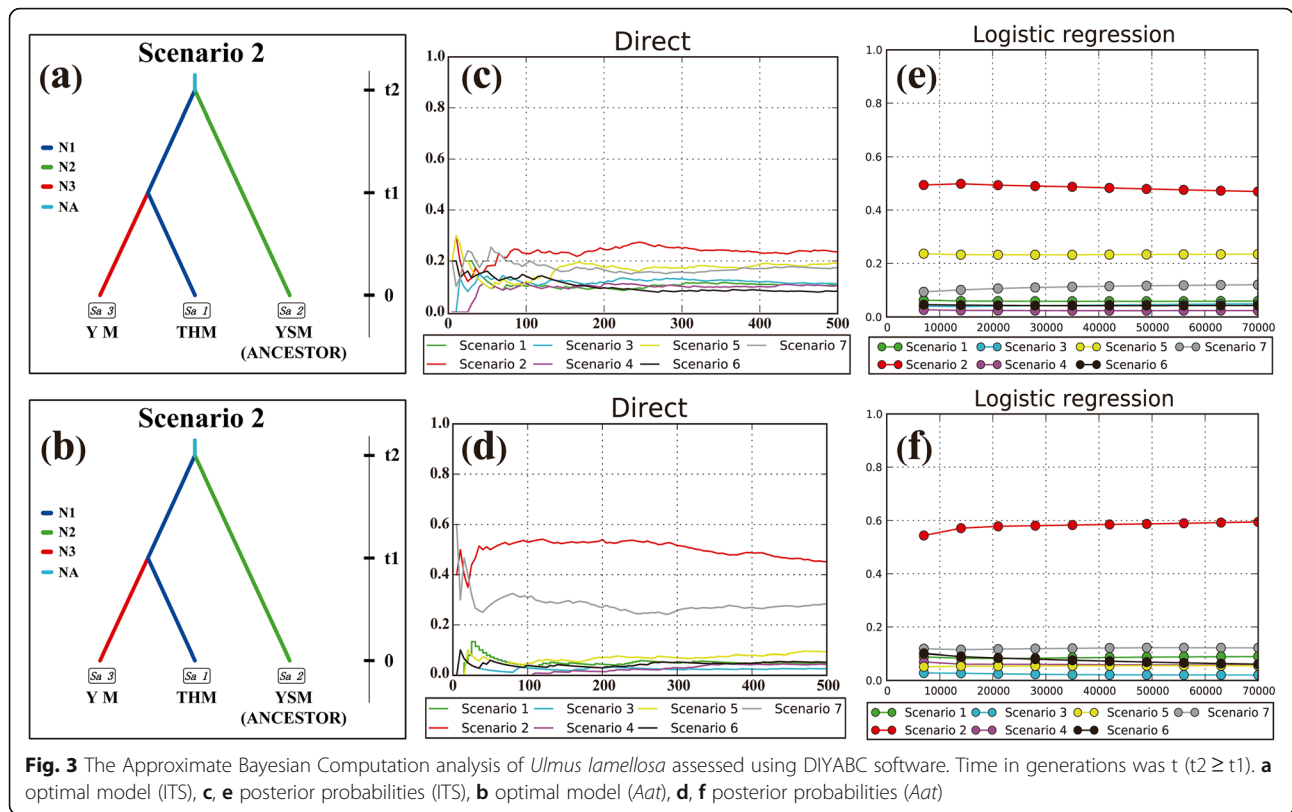 Scenario 2
(a)
N1
N2
N3
NA
t2
t1
0
Sa 3
Sa 1
Sa 2
Y M
THM
YSM
(ANCESTOR)
Direct
(c)
1.0
0.8
0.6
0.4
0.2
0.0
0
100
200
300
400
500
Scenario 1
Scenario 3
Scenario 5
Scenario 7
Scenario 2
Scenario 4
Scenario 6
Logistic regression
(e)
1.0
0.8
0.6
0.4
0.2
0.0
10000
20000
30000
40000
50000
60000
70000
Scenario 1
Scenario 3
Scenario 5
Scenario 7
Scenario 2
Scenario 4
Scenario 6
Scenario 2
(b)
N1
N2
N3
NA
t2
t1
0
Sa 3
Sa 1
Sa 2
Y M
THM
YSM
(ANCESTOR)
Direct
(d)
1.0
0.8
0.6
0.4
0.2
0.0
0
100
200
300
400
500
Scenario 1
Scenario 3
Scenario 5
Scenario 7
Scenario 2
Scenario 4
Scenario 6
Logistic regression
(f)
1.0
0.8
0.6
0.4
0.2
0.0
10000
20000
30000
40000
50000
60000
70000
Scenario 1
Scenario 3
Scenario 5
Scenario 7
Scenario 2
Scenario 4
Scenario 6
Fig. 3 The Approximate Bayesian Computation analysis of Ulmus lamellosa assessed using DIYABC software. Time in generations was t (t2 ≥ t1). a
optimal model (ITS), c, e posterior probabilities (ITS), b optimal model (Aat), d, f posterior probabilities (Aat)